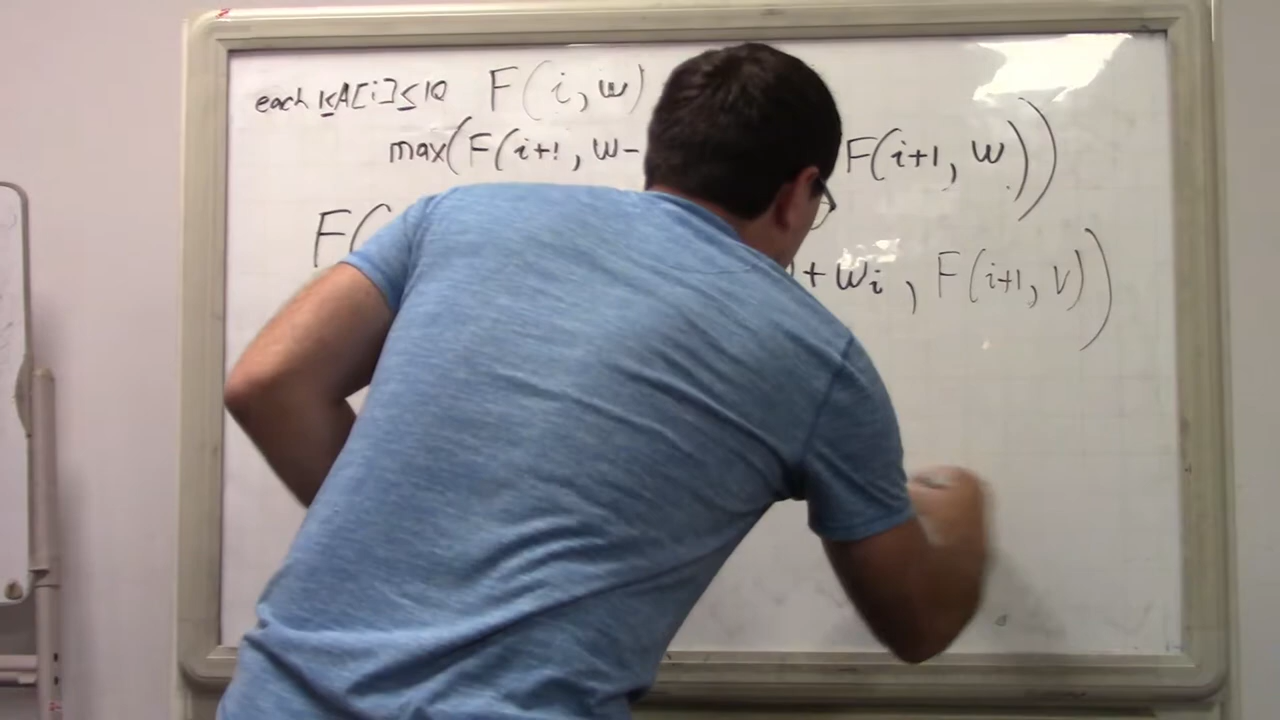 each 1≤A[i]≤10 F(i,w)
max(F(i+1, w- F(i+1, w))
F( )+wi, F(i+1, v))